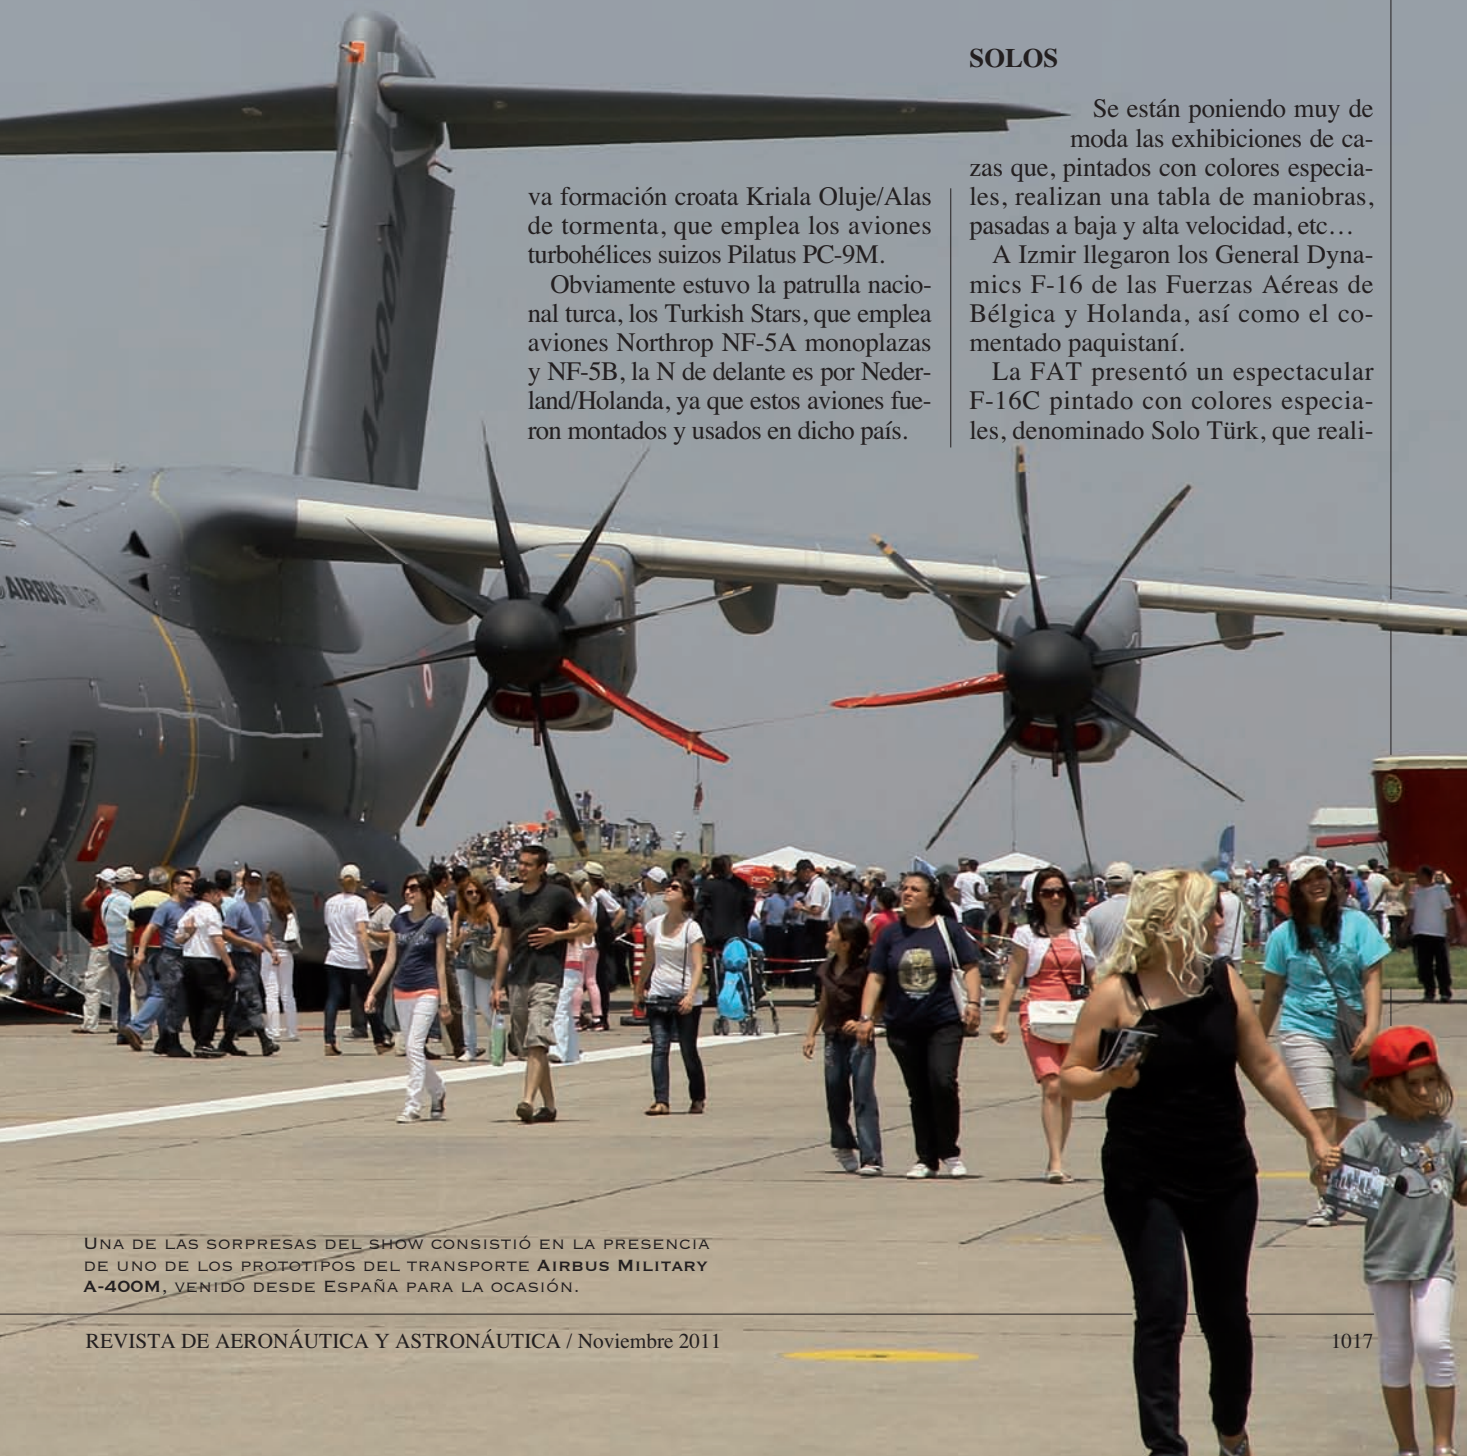 va formación croata Kriala Oluje/Alas
de tormenta, que emplea los aviones
turbohélices suizos Pilatus PC-9M.
Obviamente estuvo la patrulla nacio-
nal turca, los Turkish Stars, que emplea
aviones Northrop NF-5A monoplazas
y NF-5B, la N de delante es por Neder-
land/Holanda, ya que estos aviones fue-
ron montados y usados en dicho país.
SOLOS
Se están poniendo muy de
moda las exhibiciones de ca-
zas que, pintados con colores especia-
les, realizan una tabla de maniobras,
pasadas a baja y alta velocidad, etc…
A Izmir llegaron los General Dyna-
mics F-16 de las Fuerzas Aéreas de
Bélgica y Holanda, así como el co-
mentado paquistaní.
La FAT presentó un espectacular
F-16C pintado con colores especia-
les, denominado Solo Türk, que reali-
A400M
AIRBUS MILITARY
UNA DE LAS SORPRESAS DEL SHOW CONSISTIÓ EN LA PRESENCIA
DE UNO DE LOS PROTOTIPOS DEL TRANSPORTE AIRBUS MILITARY
A-400M, VENIDO DESDE ESPAÑA PARA LA OCASIÓN.
REVISTA DE AERONÁUTICA Y ASTRONÁUTICA / Noviembre 2011
1017